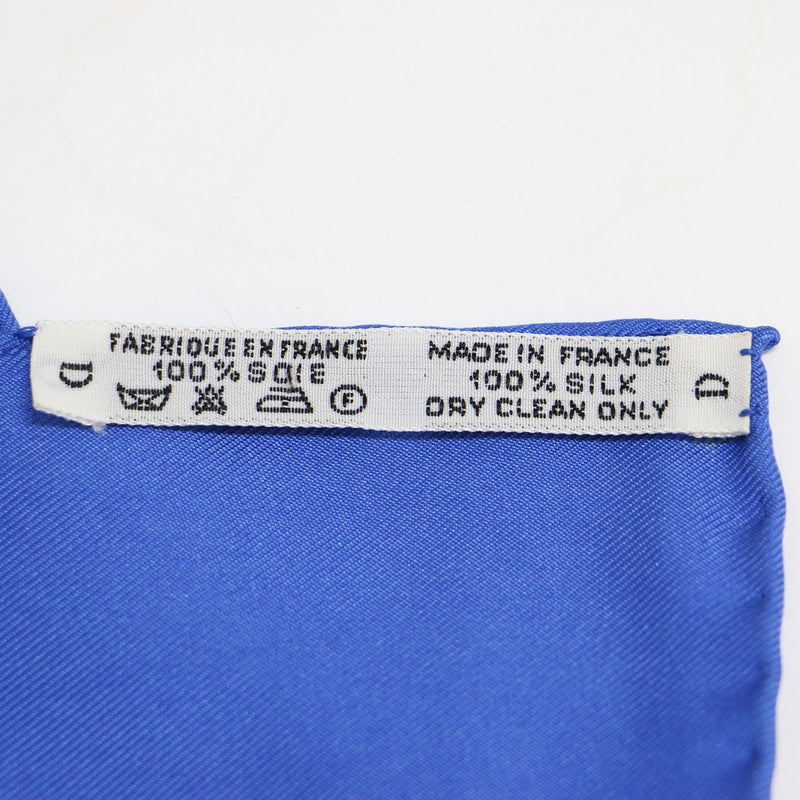 D
FABRIQUE EN FRANCE
100% SOIE
F
MADE IN FRANCE
100% SILK
DRY CLEAN ONLY
D